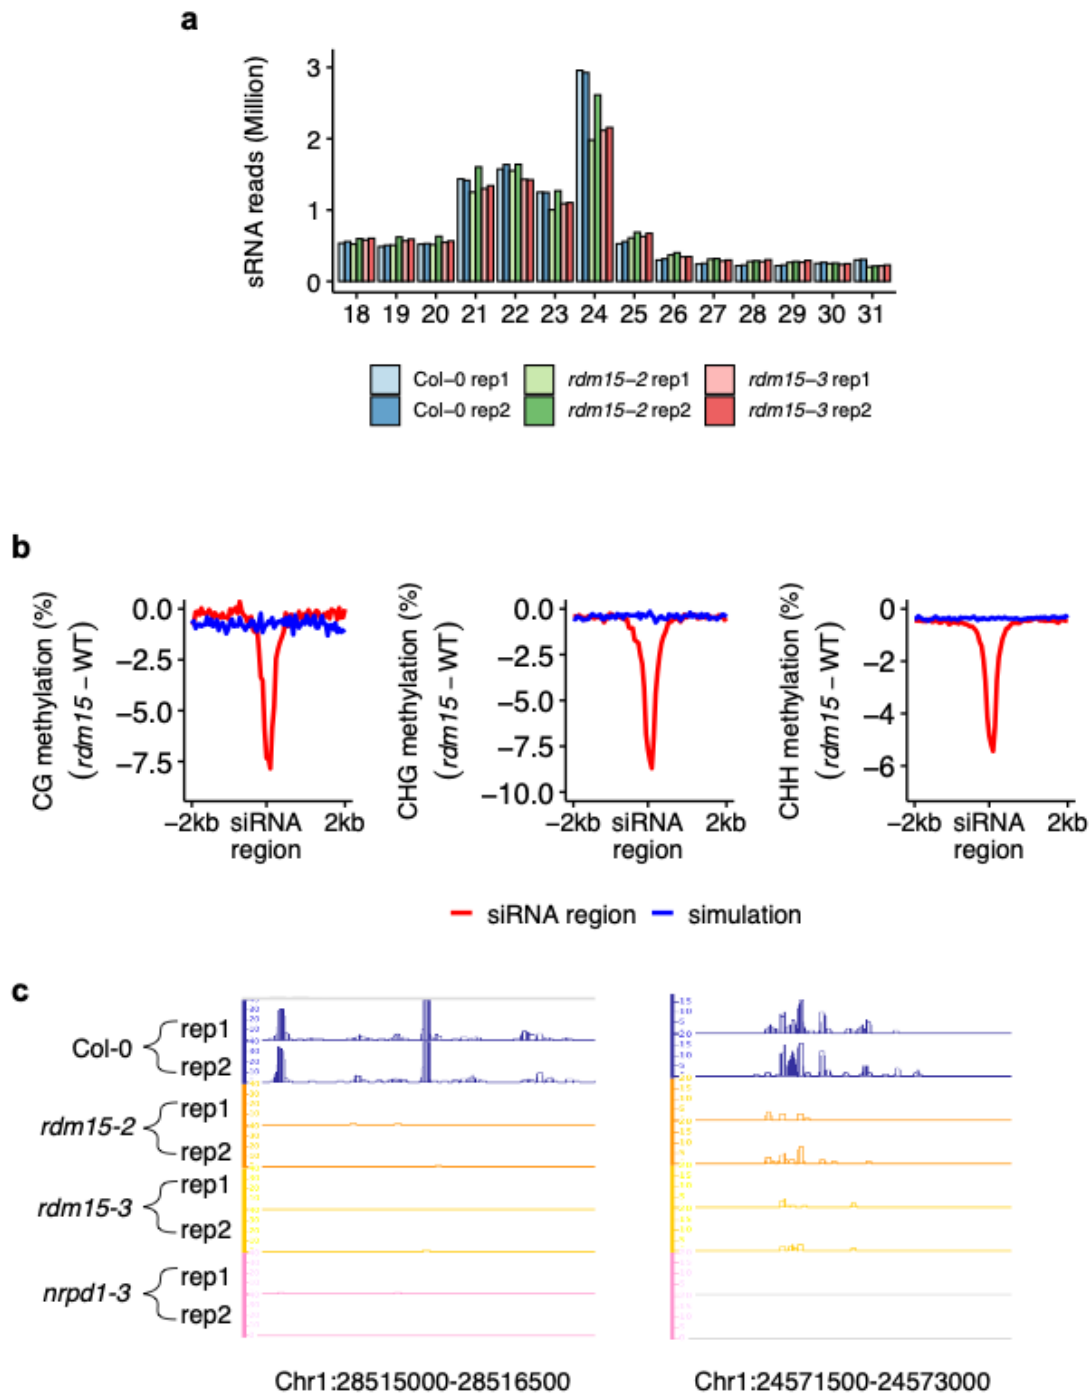 a
sRNA reads (Million)
3
2
1
0
18 19 20 21 22 23 24 25 26 27 28 29 30 31
Col–0 rep1 rdm15–2 rep1 rdm15–3 rep1
Col–0 rep2 rdm15–2 rep2 rdm15–3 rep2
b
CG methylation (%)
(rdm15 – WT)
0.0
−2.5
−5.0
−7.5
−2kb siRNA 2kb
region
CHG methylation (%)
(rdm15 – WT)
0.0
−2.5
−5.0
−7.5
−10.0
−2kb siRNA 2kb
region
CHH methylation (%)
(rdm15 – WT)
0
−2
−4
−6
−2kb siRNA 2kb
region
siRNA region simulation
c
Col-0
rep1
rep2
rdm15-2
rep1
rep2
rdm15-3
rep1
rep2
nrpd1-3
rep1
rep2
Chr1:28515000-28516500
Chr1:24571500-24573000